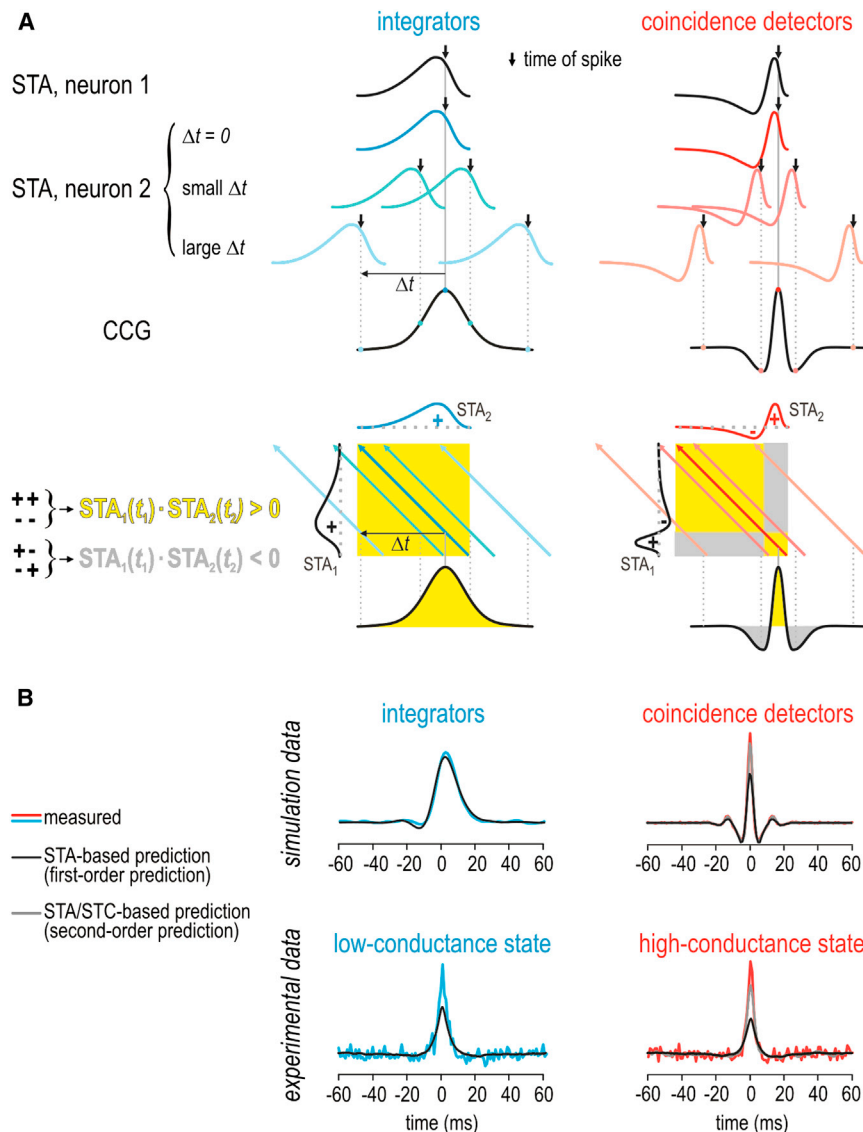 A
integrators
coincidence detectors
time of spike
STA, neuron 1
STA, neuron 2
Δt = 0
small Δt
large Δt
Δt
CCG
STA₂
STA₂
+
-
+
++
--
STA₁(t₁)·STA₂(t₂) > 0
+-
-+
STA₁(t₁)·STA₂(t₂) < 0
+
Δt
STA₁
-
+
STA₁
B
integrators
coincidence detectors
simulation data
measured
STA-based prediction
(first-order prediction)
STA/STC-based prediction
(second-order prediction)
-60 -40 -20 0 20 40 60
-60 -40 -20 0 20 40 60
low-conductance state
high-conductance state
experimental data
-60 -40 -20 0 20 40 60
-60 -40 -20 0 20 40 60
time (ms)
time (ms)